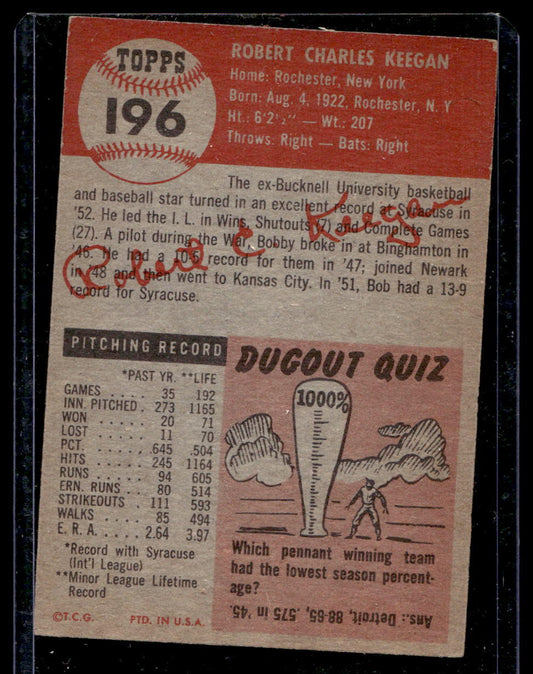 TOPPS
196
ROBERT CHARLES KEEGAN
Home: Rochester, New York
Born: Aug. 4, 1922, Rochester, N. Y
Ht.: 6'2½" — Wt.: 207
Throws: Right — Bats: Right
The ex-Bucknell University basketball
and baseball star turned in an excellent record at Syracuse in
'52. He led the I. L. in Wins, Shutouts (7) and Complete Games
(27). A pilot during the War, Bobby broke in at Binghamton in
'46. He had a 10-6 record for them in '47; joined Newark
in '48 and then went to Kansas City. In '51, Bob had a 13-9
record for Syracuse.
Robert C Keegan
PITCHING RECORD
*PAST YR. **LIFE
GAMES . . . . 35 192
INN. PITCHED . 273 1165
WON . . . . . 20 71
LOST . . . . . 11 70
PCT. . . . . . .645 .504
HITS . . . . . 245 1164
RUNS . . . . . 94 605
ERN. RUNS . . 80 514
STRIKEOUTS . 111 593
WALKS . . . . 85 494
E. R. A. . . . . 2.64 3.97
*Record with Syracuse
(Int'l League)
**Minor League Lifetime
Record
©T.C.G. PTD. IN U.S.A.
DUGOUT QUIZ
1000%
Which pennant winning team
had the lowest season percent-
age?
Ans.: Detroit, 88-65, .575 in '45.